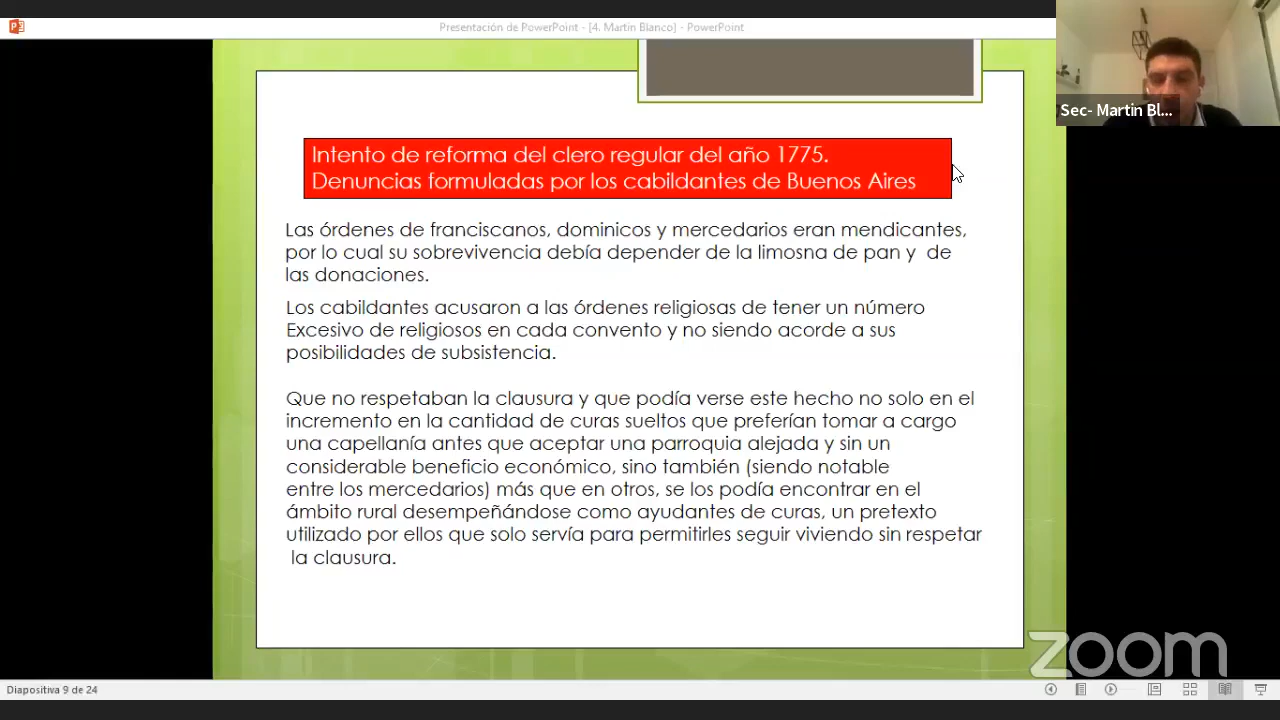 Presentación de PowerPoint - [4. Martin Blanco] - PowerPoint
Sec- Martin Bl...
Intento de reforma del clero regular del año 1775.
Denuncias formuladas por los cabildantes de Buenos Aires
Las órdenes de franciscanos, dominicos y mercedarios eran mendicantes,
por lo cual su sobrevivencia debía depender de la limosna de pan y de
las donaciones.
Los cabildantes acusaron a las órdenes religiosas de tener un número
Excesivo de religiosos en cada convento y no siendo acorde a sus
posibilidades de subsistencia.
Que no respetaban la clausura y que podía verse este hecho no solo en el
incremento en la cantidad de curas sueltos que preferían tomar a cargo
una capellanía antes que aceptar una parroquia alejada y sin un
considerable beneficio económico, sino también (siendo notable
entre los mercedarios) más que en otros, se los podía encontrar en el
ámbito rural desempeñándose como ayudantes de curas, un pretexto
utilizado por ellos que solo servía para permitirles seguir viviendo sin respetar
la clausura.
zoom
Diapositiva 9 de 24